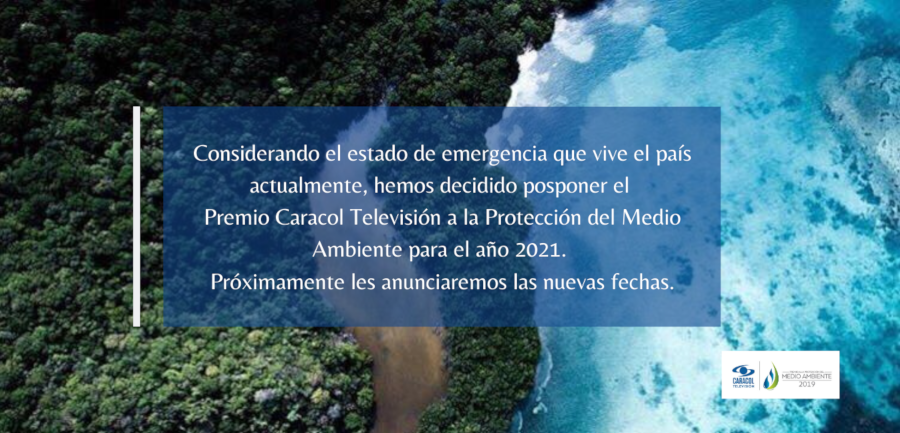 Considerando el estado de emergencia que vive el país
actualmente, hemos decidido posponer el
Premio Caracol Televisión a la Protección del Medio
Ambiente para el año 2021.
Próximamente les anunciaremos las nuevas fechas.
CARACOL
TELEVISIÓN
MEDIO AMBIENTE
2019